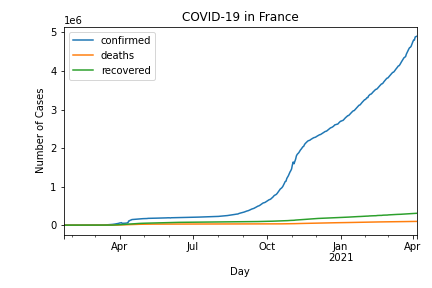 COVID-19 in France
1e6
confirmed
deaths
recovered
5
4
3
2
1
0
Number of Cases
Apr
Jul
Oct
Jan
2021
Apr
Day